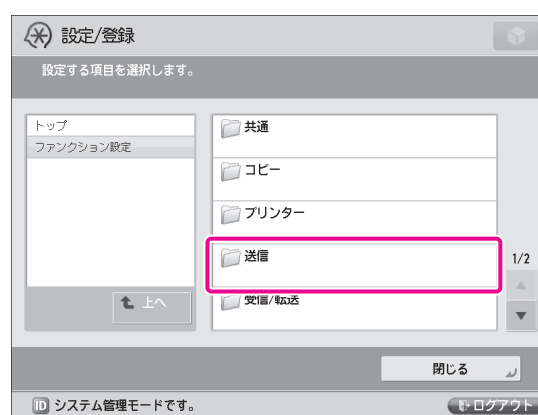 設定/登録
設定する項目を選択します。
トップ
ファンクション設定
上へ
共通
コピー
プリンター
送信
受信/転送
1/2
閉じる
ID システム管理モードです。
ログアウト